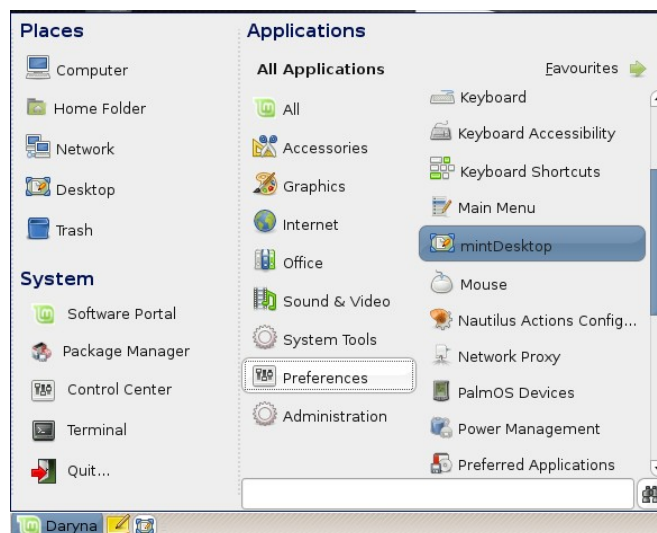 Places
Computer
Home Folder
Network
Desktop
Trash
System
Software Portal
Package Manager
Control Center
Terminal
Quit...
Applications
All Applications
Favourites
All
Accessories
Graphics
Internet
Office
Sound & Video
System Tools
Preferences
Administration
Keyboard
Keyboard Accessibility
Keyboard Shortcuts
Main Menu
mintDesktop
Mouse
Nautilus Actions Config...
Network Proxy
PalmOS Devices
Power Management
Preferred Applications
Daryna